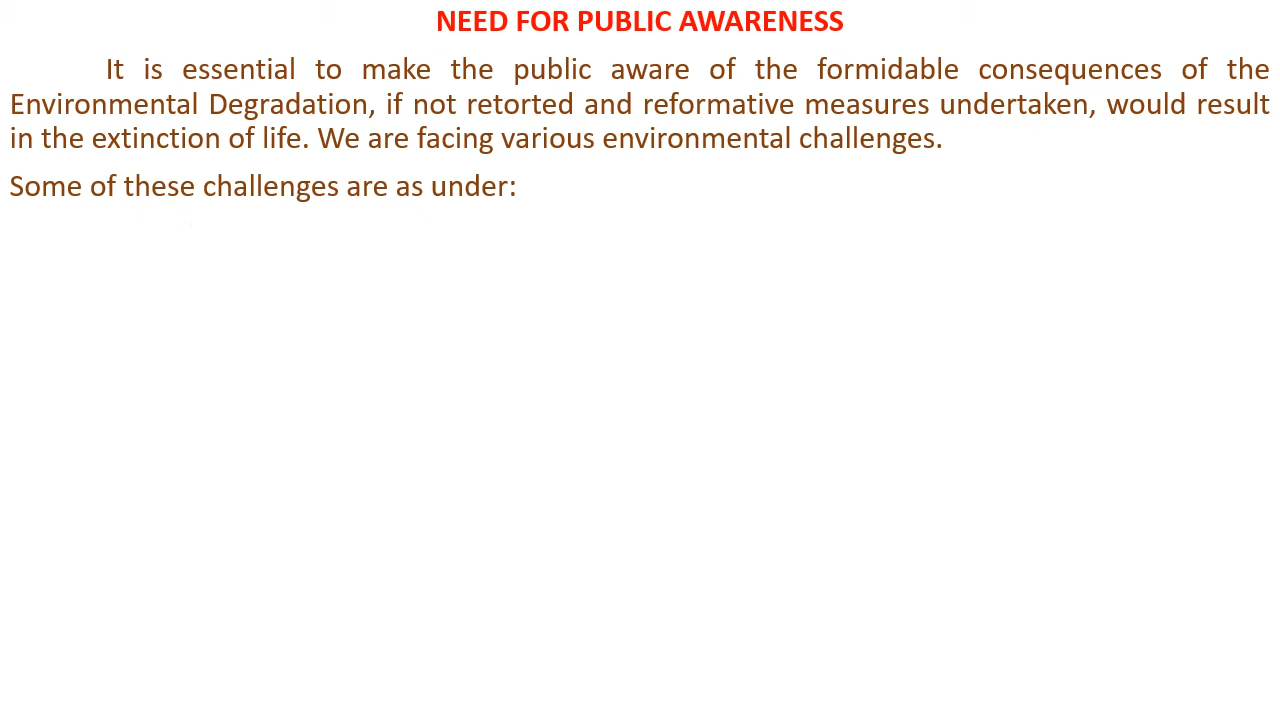 NEED FOR PUBLIC AWARENESS
It is essential to make the public aware of the formidable consequences of the
Environmental Degradation, if not retorted and reformative measures undertaken, would result
in the extinction of life. We are facing various environmental challenges.
Some of these challenges are as under: